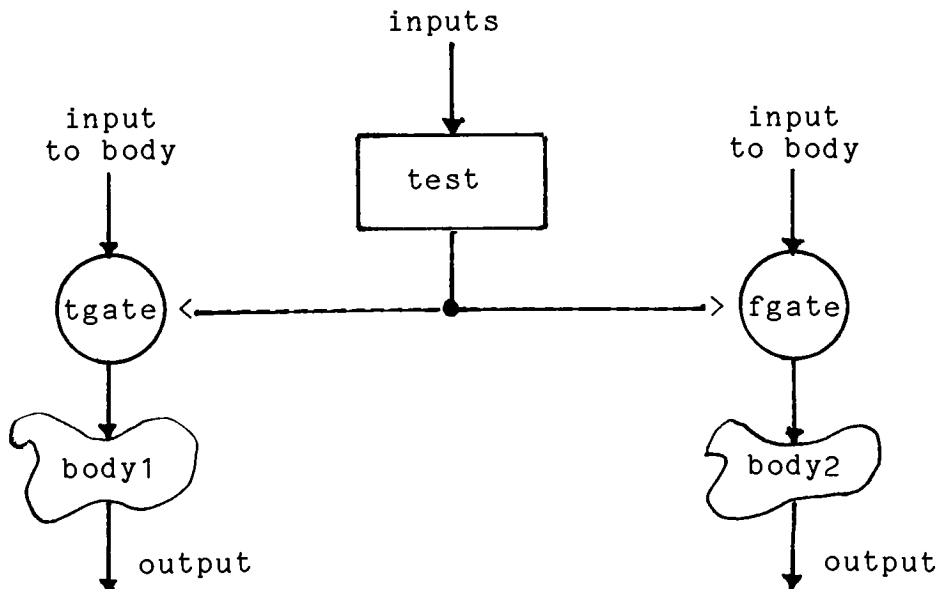 inputs
input
to body
test
input
to body
tgate
<
>
fgate
body1
body2
output
output